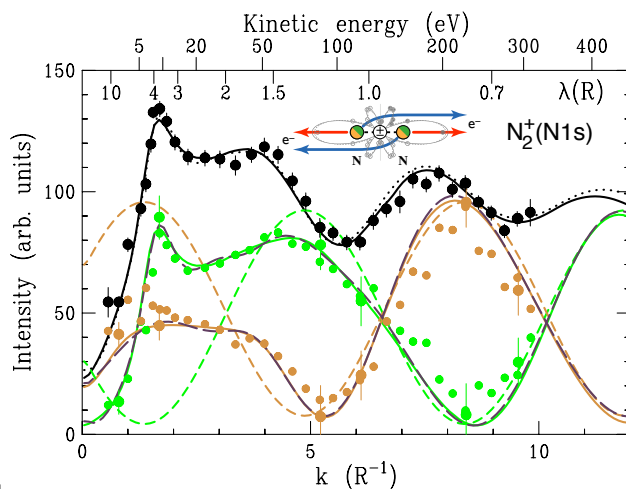 Kinetic energy (eV)
5 20 50 100 200 300 400
150
10 4 3 2 1.5 1.0 0.7 λ(R)
e⁻ ± e⁻
N N
N₂⁺(N1s)
100
50
0
Intensity (arb. units)
0 5 10
k (R⁻¹)